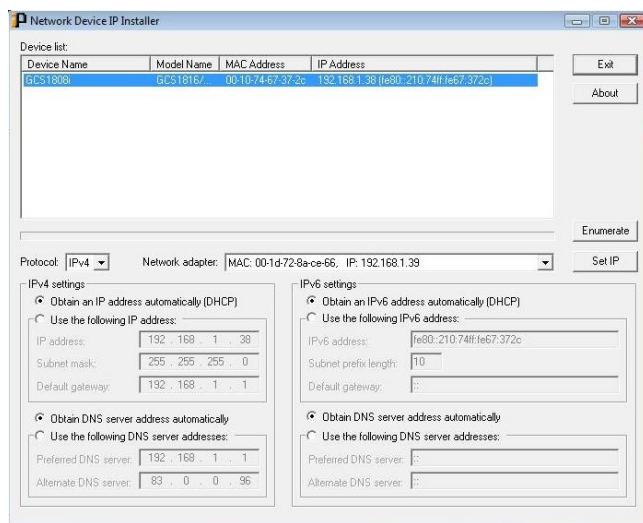 Network Device IP Installer
Device list:
Device Name Model Name MAC Address IP Address
GCS1808i GCS1816/... 00-10-74-67-37-2c 192.168.1.38 (fe80::210:74ff:fe67:372c)
Exit
About
Enumerate
Protocol: IPv4 Network adapter: MAC: 00-1d-72-8a-ce-66, IP: 192.168.1.39 Set IP
IPv4 settings
Obtain an IP address automatically (DHCP)
Use the following IP address:
IP address: 192 . 168 . 1 . 38
Subnet mask: 255 . 255 . 255 . 0
Default gateway: 192 . 168 . 1 . 1
Obtain DNS server address automatically
Use the following DNS server addresses:
Preferred DNS server: 192 . 168 . 1 . 1
Alternate DNS server: 83 . 0 . 0 . 96
IPv6 settings
Obtain an IPv6 address automatically (DHCP)
Use the following IPv6 address:
IPv6 address: fe80::210:74ff:fe67:372c
Subnet prefix length: 10
Default gateway: ::
Obtain DNS server address automatically
Use the following DNS server addresses:
Preferred DNS server: ::
Alternate DNS server: ::